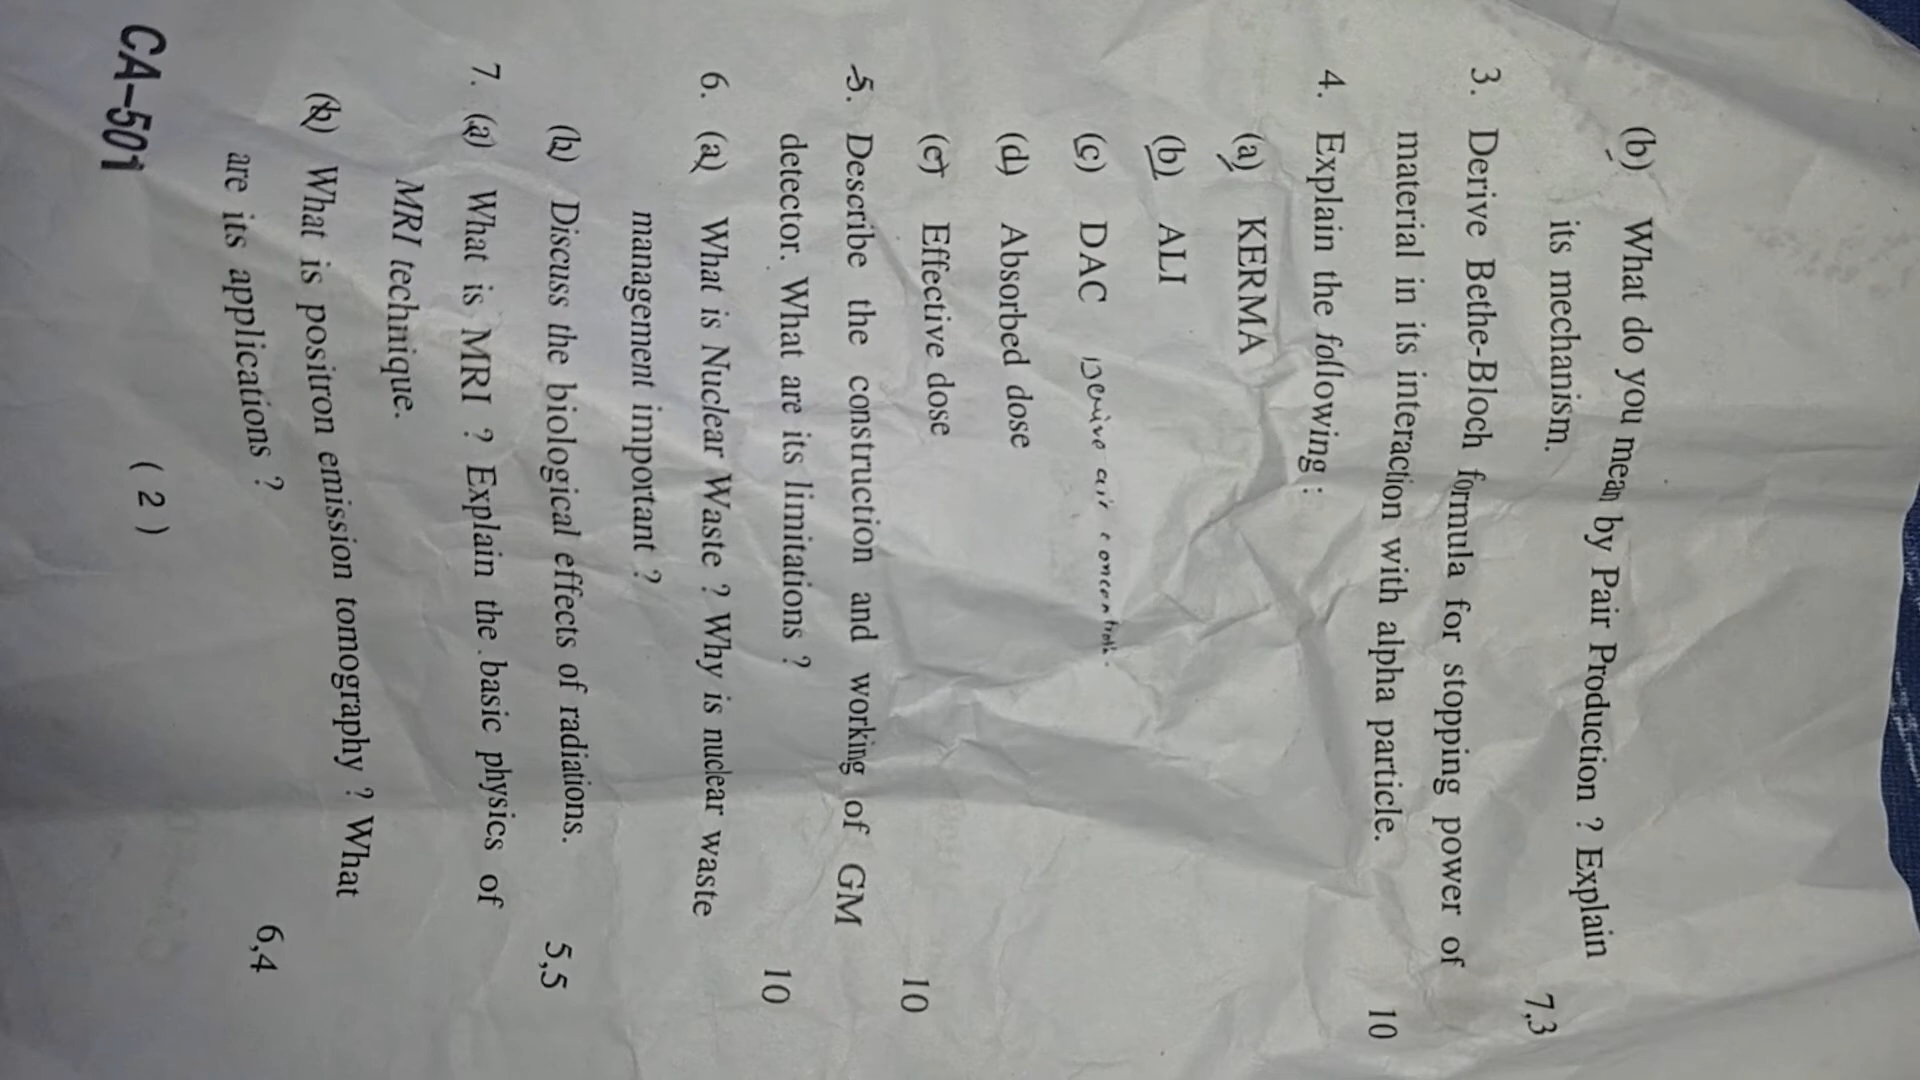 (b) What do you mean by Pair Production ? Explain
its mechanism. 7,3
3. Derive Bethe-Bloch formula for stopping power of
material in its interaction with alpha particle. 10
4. Explain the following :
(a) KERMA
(b) ALI
(c) DAC Derive air concentrat.
(d) Absorbed dose
(e) Effective dose 10
5. Describe the construction and working of GM
detector. What are its limitations ? 10
6. (a) What is Nuclear Waste ? Why is nuclear waste
management important ?
(b) Discuss the biological effects of radiations. 5,5
7. (a) What is MRI ? Explain the basic physics of
MRI technique.
(b) What is positron emission tomography ? What
are its applications ? 6,4
CA-501 ( 2 )